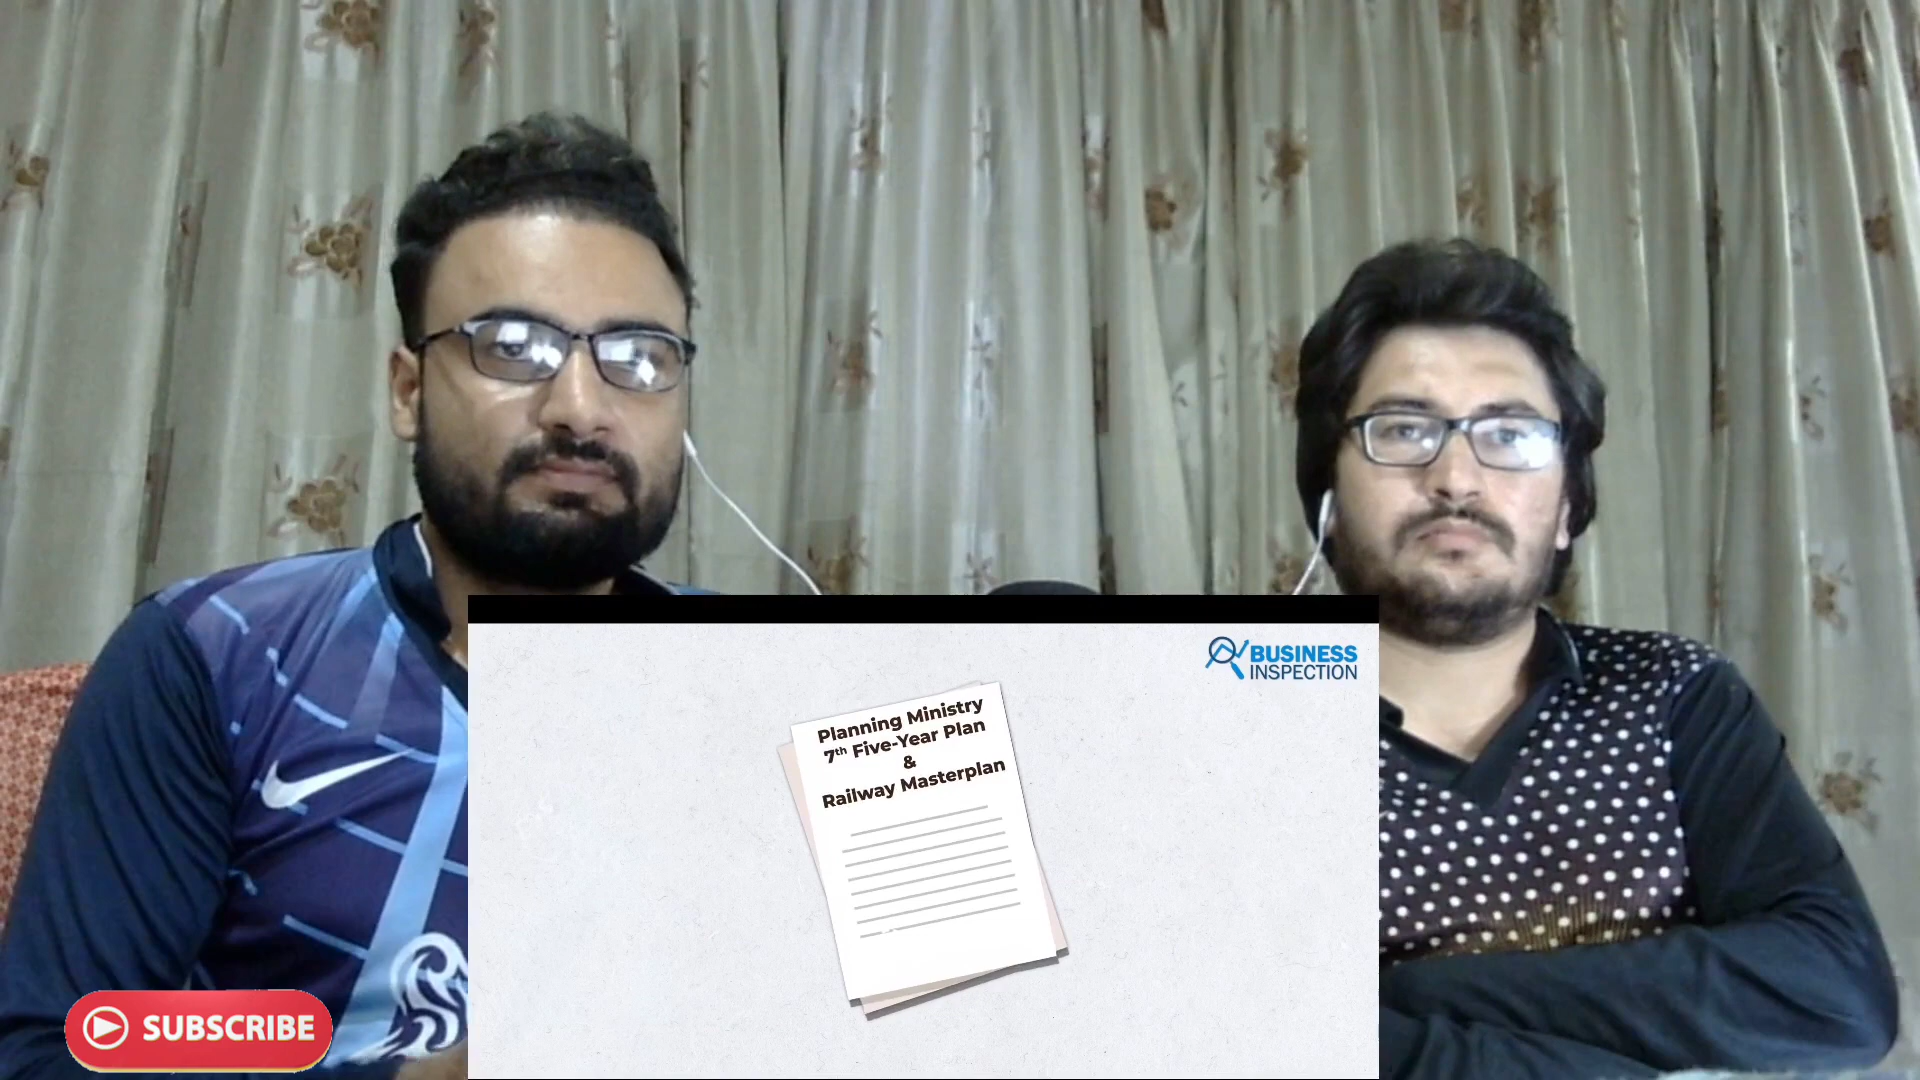 BUSINESS
INSPECTION
Planning Ministry
7th Five-Year Plan
&
Railway Masterplan
SUBSCRIBE